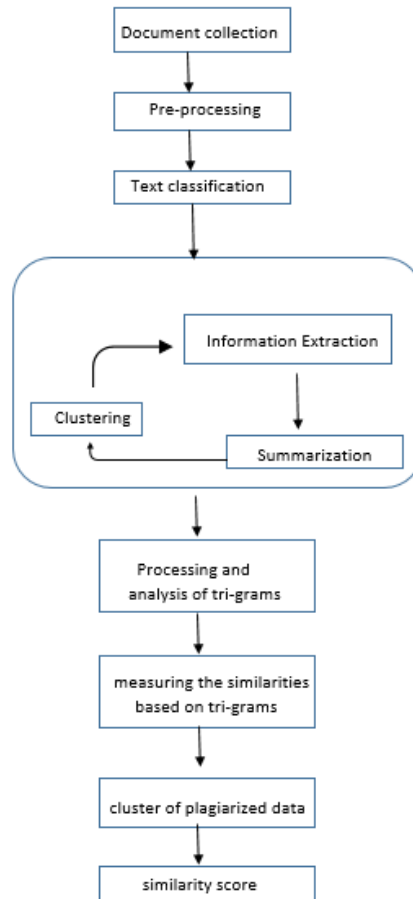 Document collection
Pre-processing
Text classification
Information Extraction
Clustering
Summarization
Processing and
analysis of tri-grams
measuring the similarities
based on tri-grams
cluster of plagiarized data
similarity score